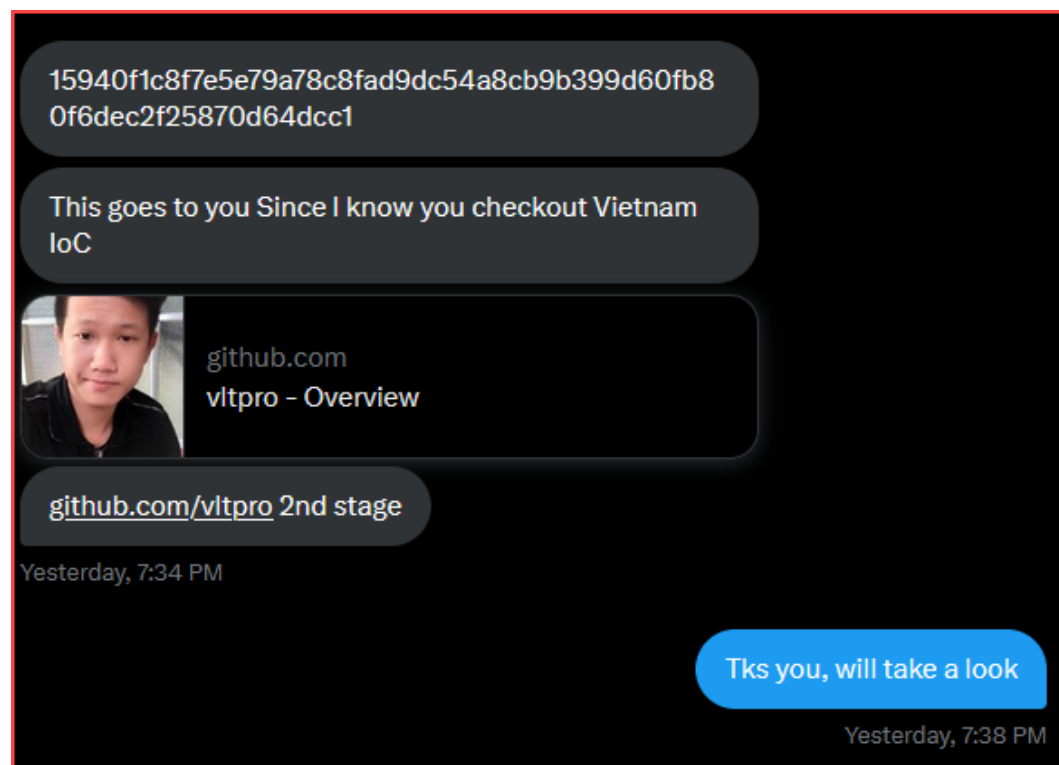 15940f1c8f7e5e79a78c8fad9dc54a8cb9b399d60fb8
0f6dec2f25870d64dcc1
This goes to you Since I know you checkout Vietnam
IoC
github.com
vltpro - Overview
github.com/vltpro 2nd stage
Yesterday, 7:34 PM
Tks you, will take a look
Yesterday, 7:38 PM